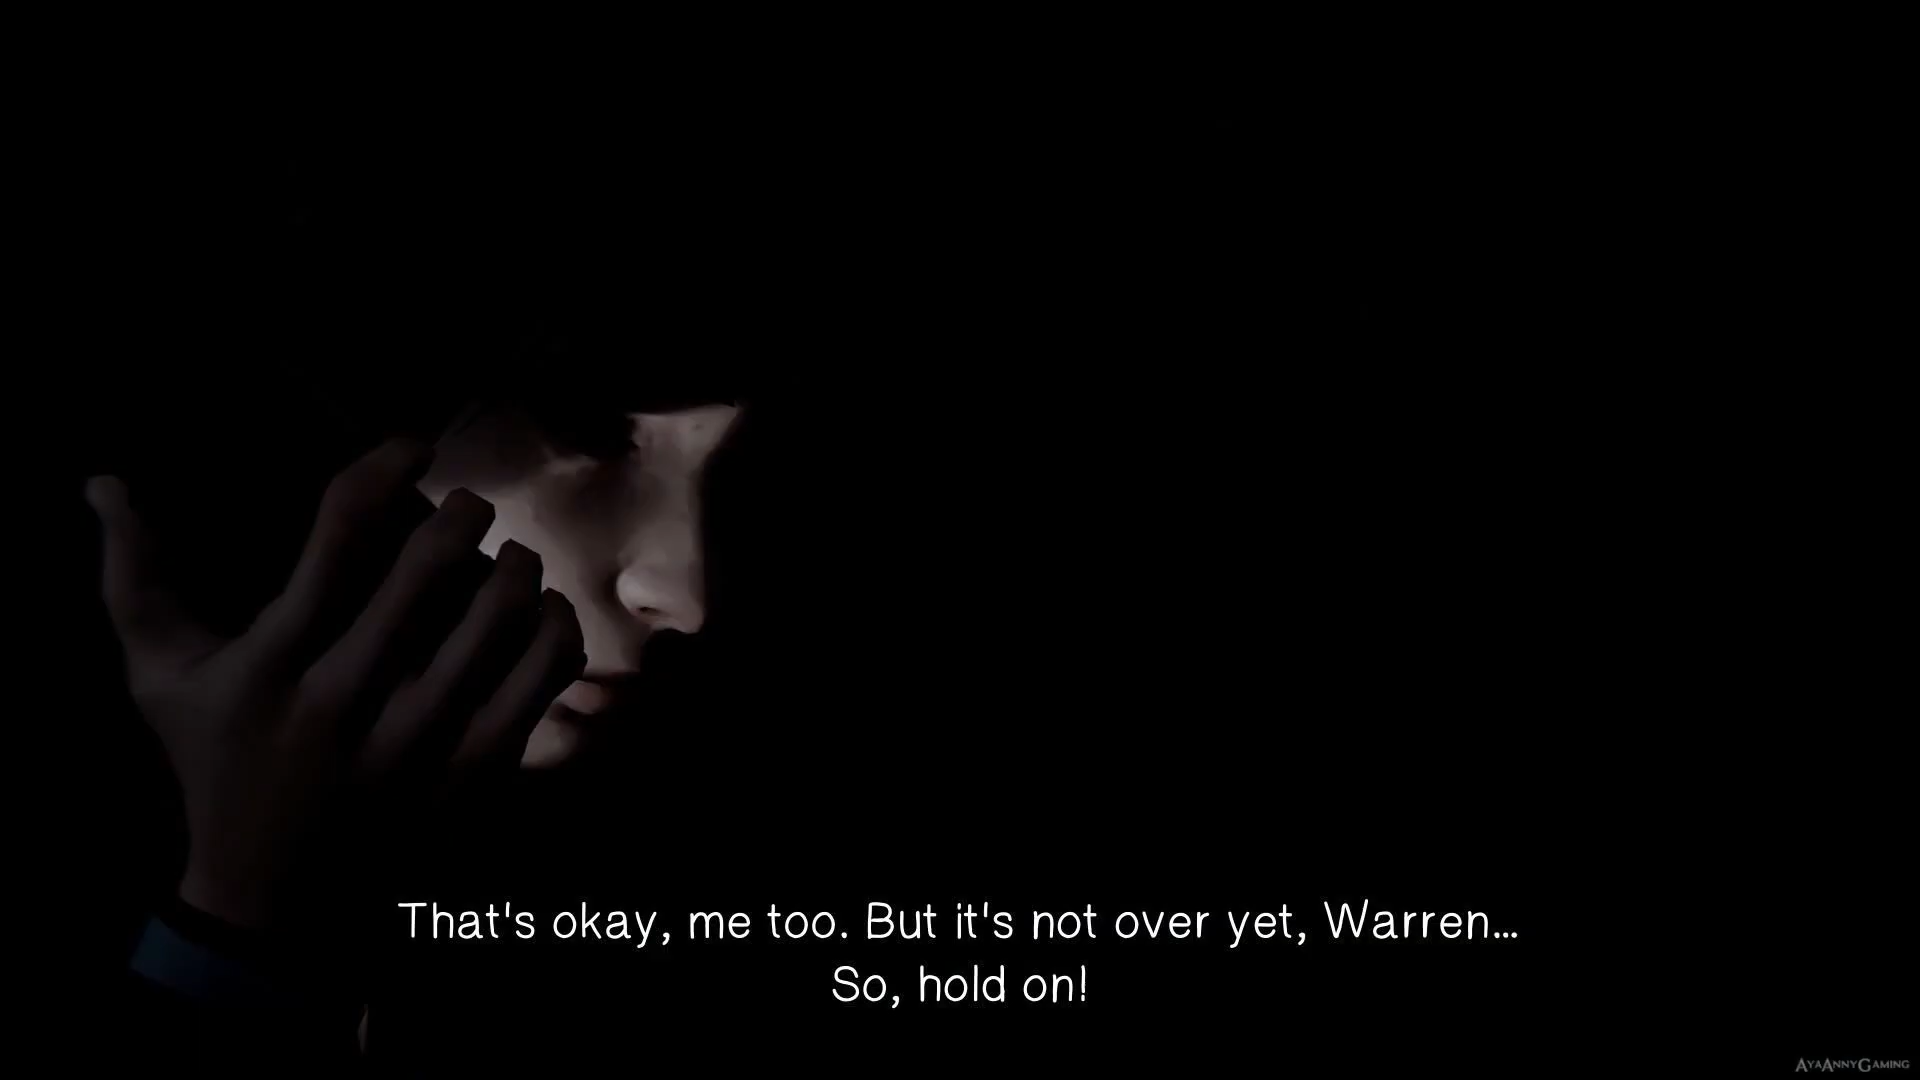 That's okay, me too. But it's not over yet, Warren...
So, hold on!
AyaAnnyGaming